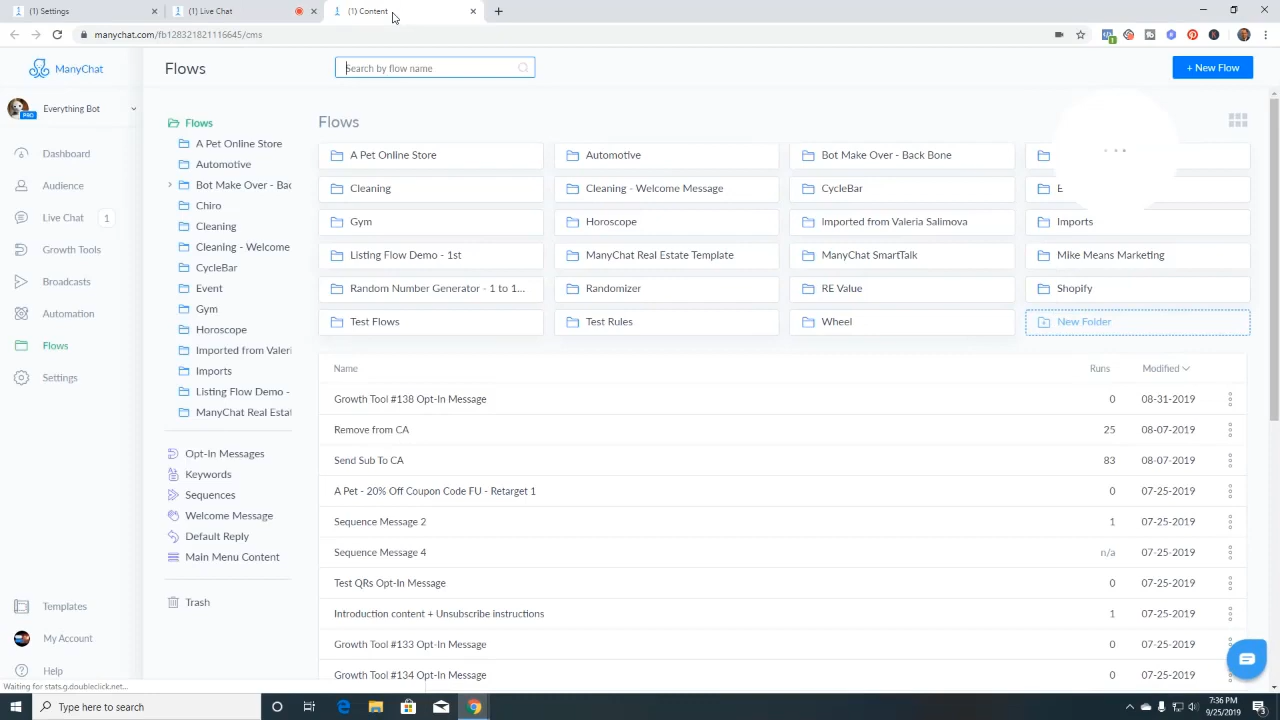 (1) Settings
(1) Live Chat
(1) Content
manychat.com/fb128321821116645/cms
ManyChat
Flows
Search by flow name
+ New Flow
Everything Bot
PRO
Dashboard
Audience
Live Chat 1
Growth Tools
Broadcasts
Automation
Flows
Settings
Templates
My Account
Help
Flows
A Pet Online Store
Automotive
Bot Make Over - Bac
Chiro
Cleaning
Cleaning - Welcome
CycleBar
Event
Gym
Horoscope
Imported from Valeri
Imports
Listing Flow Demo -
ManyChat Real Estat
Opt-In Messages
Keywords
Sequences
Welcome Message
Default Reply
Main Menu Content
Trash
Flows
A Pet Online Store
Automotive
Bot Make Over - Back Bone
Cleaning
Cleaning - Welcome Message
CycleBar
E
Gym
Horoscope
Imported from Valeria Salimova
Imports
Listing Flow Demo - 1st
ManyChat Real Estate Template
ManyChat SmartTalk
Mike Means Marketing
Random Number Generator - 1 to 1...
Randomizer
RE Value
Shopify
Test Flows
Test Rules
Wheel
New Folder
Name Runs Modified
Growth Tool #138 Opt-In Message 0 08-31-2019
Remove from CA 25 08-07-2019
Send Sub To CA 83 08-07-2019
A Pet - 20% Off Coupon Code FU - Retarget 1 0 07-25-2019
Sequence Message 2 1 07-25-2019
Sequence Message 4 n/a 07-25-2019
Test QRs Opt-In Message 0 07-25-2019
Introduction content + Unsubscribe instructions 1 07-25-2019
Growth Tool #133 Opt-In Message 0 07-25-2019
Growth Tool #134 Opt-In Message 0 07-25-2019
Waiting for stats.g.doubleclick.net...
Type here to search
7:36 PM
9/25/2019
3